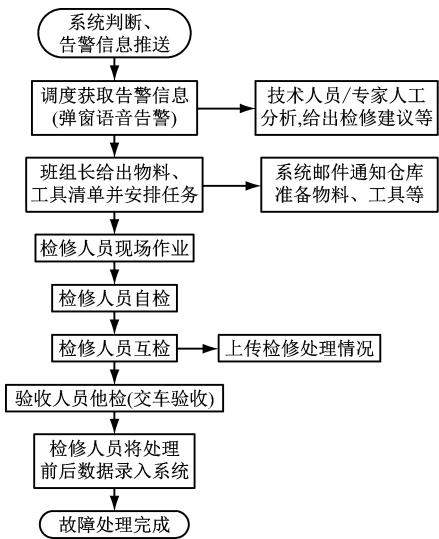 系统判断、
告警信息推送
调度获取告警信息
(弹窗语音告警)
技术人员/专家人工
分析,给出检修建议等
班组长给出物料、
工具清单并安排任务
系统邮件通知仓库
准备物料、工具等
检修人员现场作业
检修人员自检
检修人员互检
上传检修处理情况
验收人员他检(交车验收)
检修人员将处理
前后数据录入系统
故障处理完成